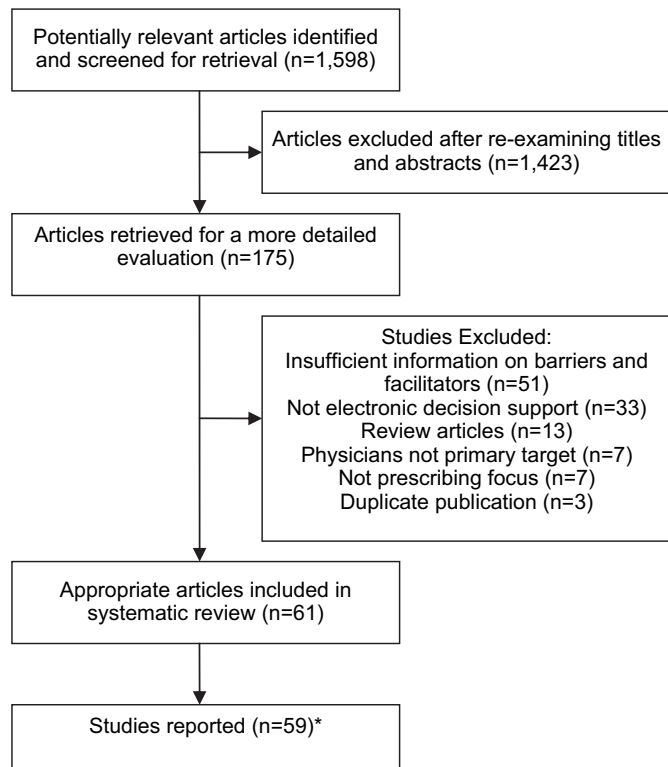 Potentially relevant articles identified
and screened for retrieval (n=1,598)
Articles excluded after re-examining titles
and abstracts (n=1,423)
Articles retrieved for a more detailed
evaluation (n=175)
Studies Excluded:
Insufficient information on barriers and
facilitators (n=51)
Not electronic decision support (n=33)
Review articles (n=13)
Physicians not primary target (n=7)
Not prescribing focus (n=7)
Duplicate publication (n=3)
Appropriate articles included in
systematic review (n=61)
Studies reported (n=59)*